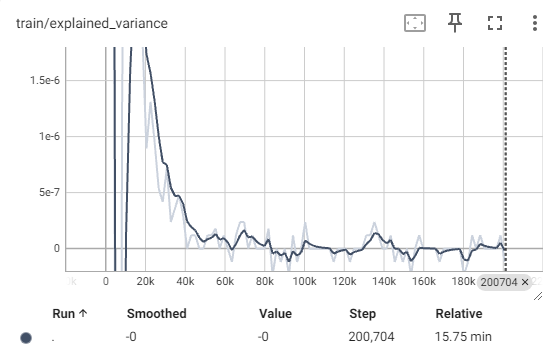 train/explained_variance
1.5e-6
1e-6
5e-7
0
0 20k 40k 60k 80k 100k 120k 140k 160k 180k 200704 ×
Run ↑ Smoothed Value Step Relative
. -0 -0 200,704 15.75 min